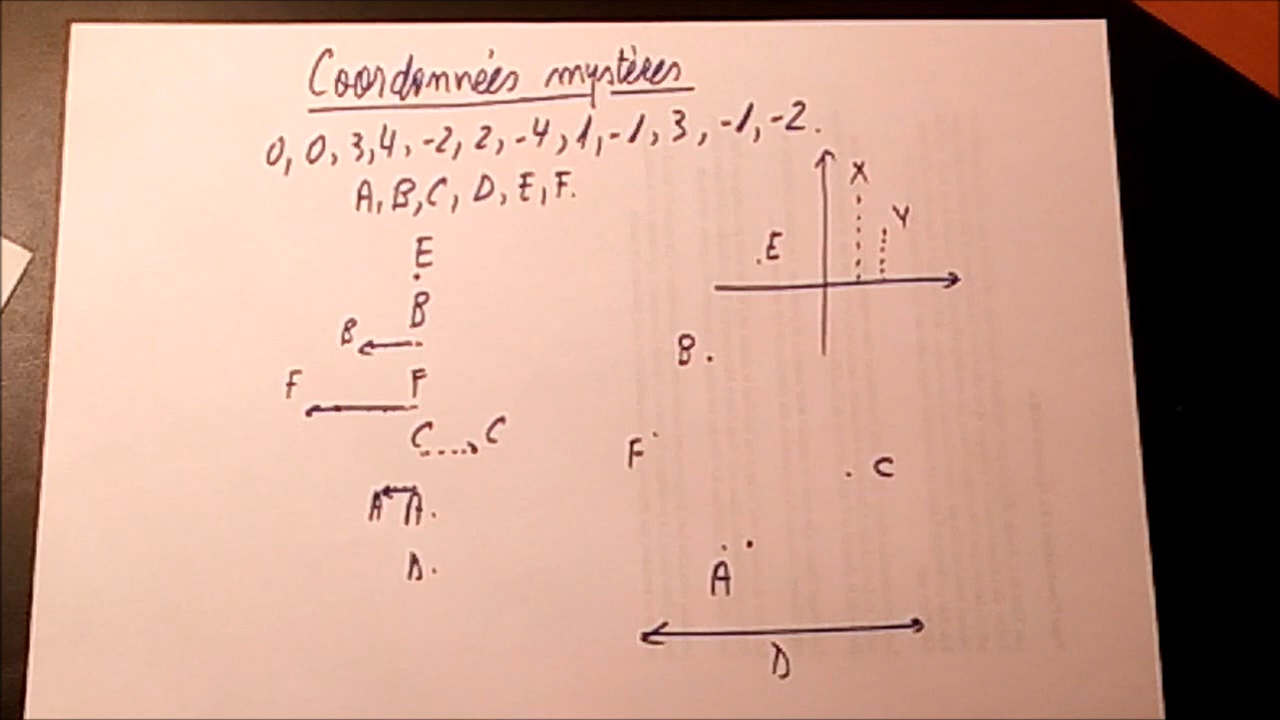 Coordonnées mystères
0, 0, 3, 4, -2, 2, -4, 1, -1, 3, -1, -2.
A, B, C, D, E, F.
E
B
B
F
F
C
C
A
A.
D.
X
Y
E
B.
F
C
A
D